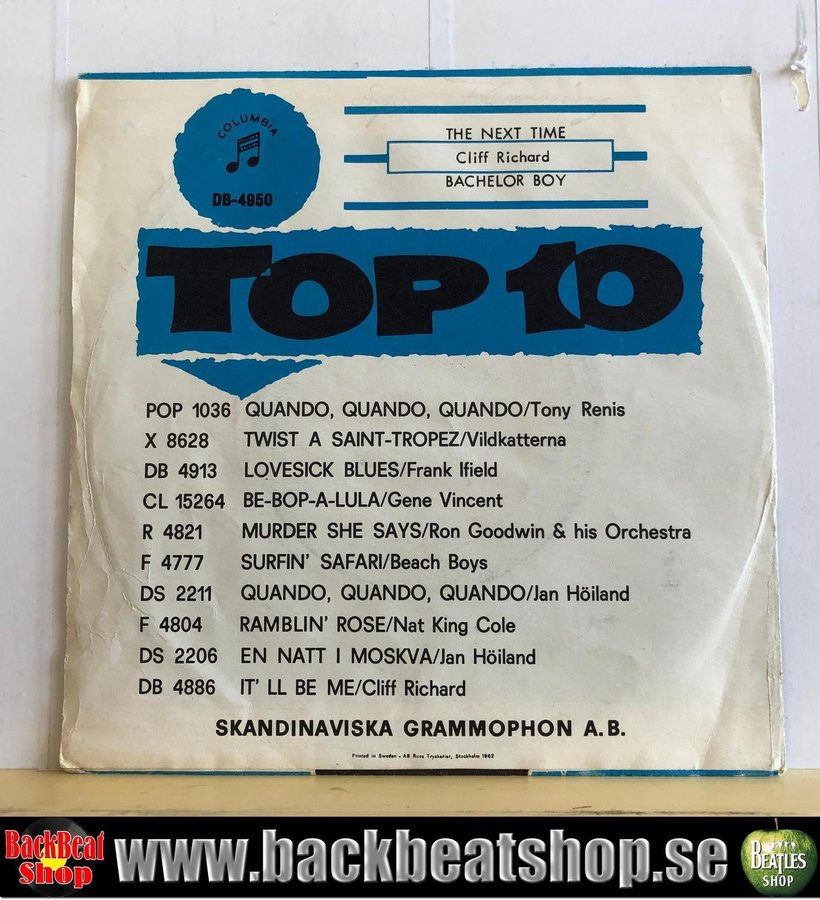 COLUMBIA
DB-4950
THE NEXT TIME
Cliff Richard
BACHELOR BOY
TOP 10
POP 1036 QUANDO, QUANDO, QUANDO/Tony Renis
X 8628 TWIST A SAINT-TROPEZ/Vildkatterna
DB 4913 LOVESICK BLUES/Frank Ifield
CL 15264 BE-BOP-A-LULA/Gene Vincent
R 4821 MURDER SHE SAYS/Ron Goodwin & his Orchestra
F 4777 SURFIN' SAFARI/Beach Boys
DS 2211 QUANDO, QUANDO, QUANDO/Jan Höiland
F 4804 RAMBLIN' ROSE/Nat King Cole
DS 2206 EN NATT I MOSKVA/Jan Höiland
DB 4886 IT' LL BE ME/Cliff Richard
SKANDINAVISKA GRAMMOPHON A.B.
Printed in Sweden - AB Roos Tryckerier, Stockholm 1962
BackBeat
Shop
www.backbeatshop.se
BEATLES
SHOP